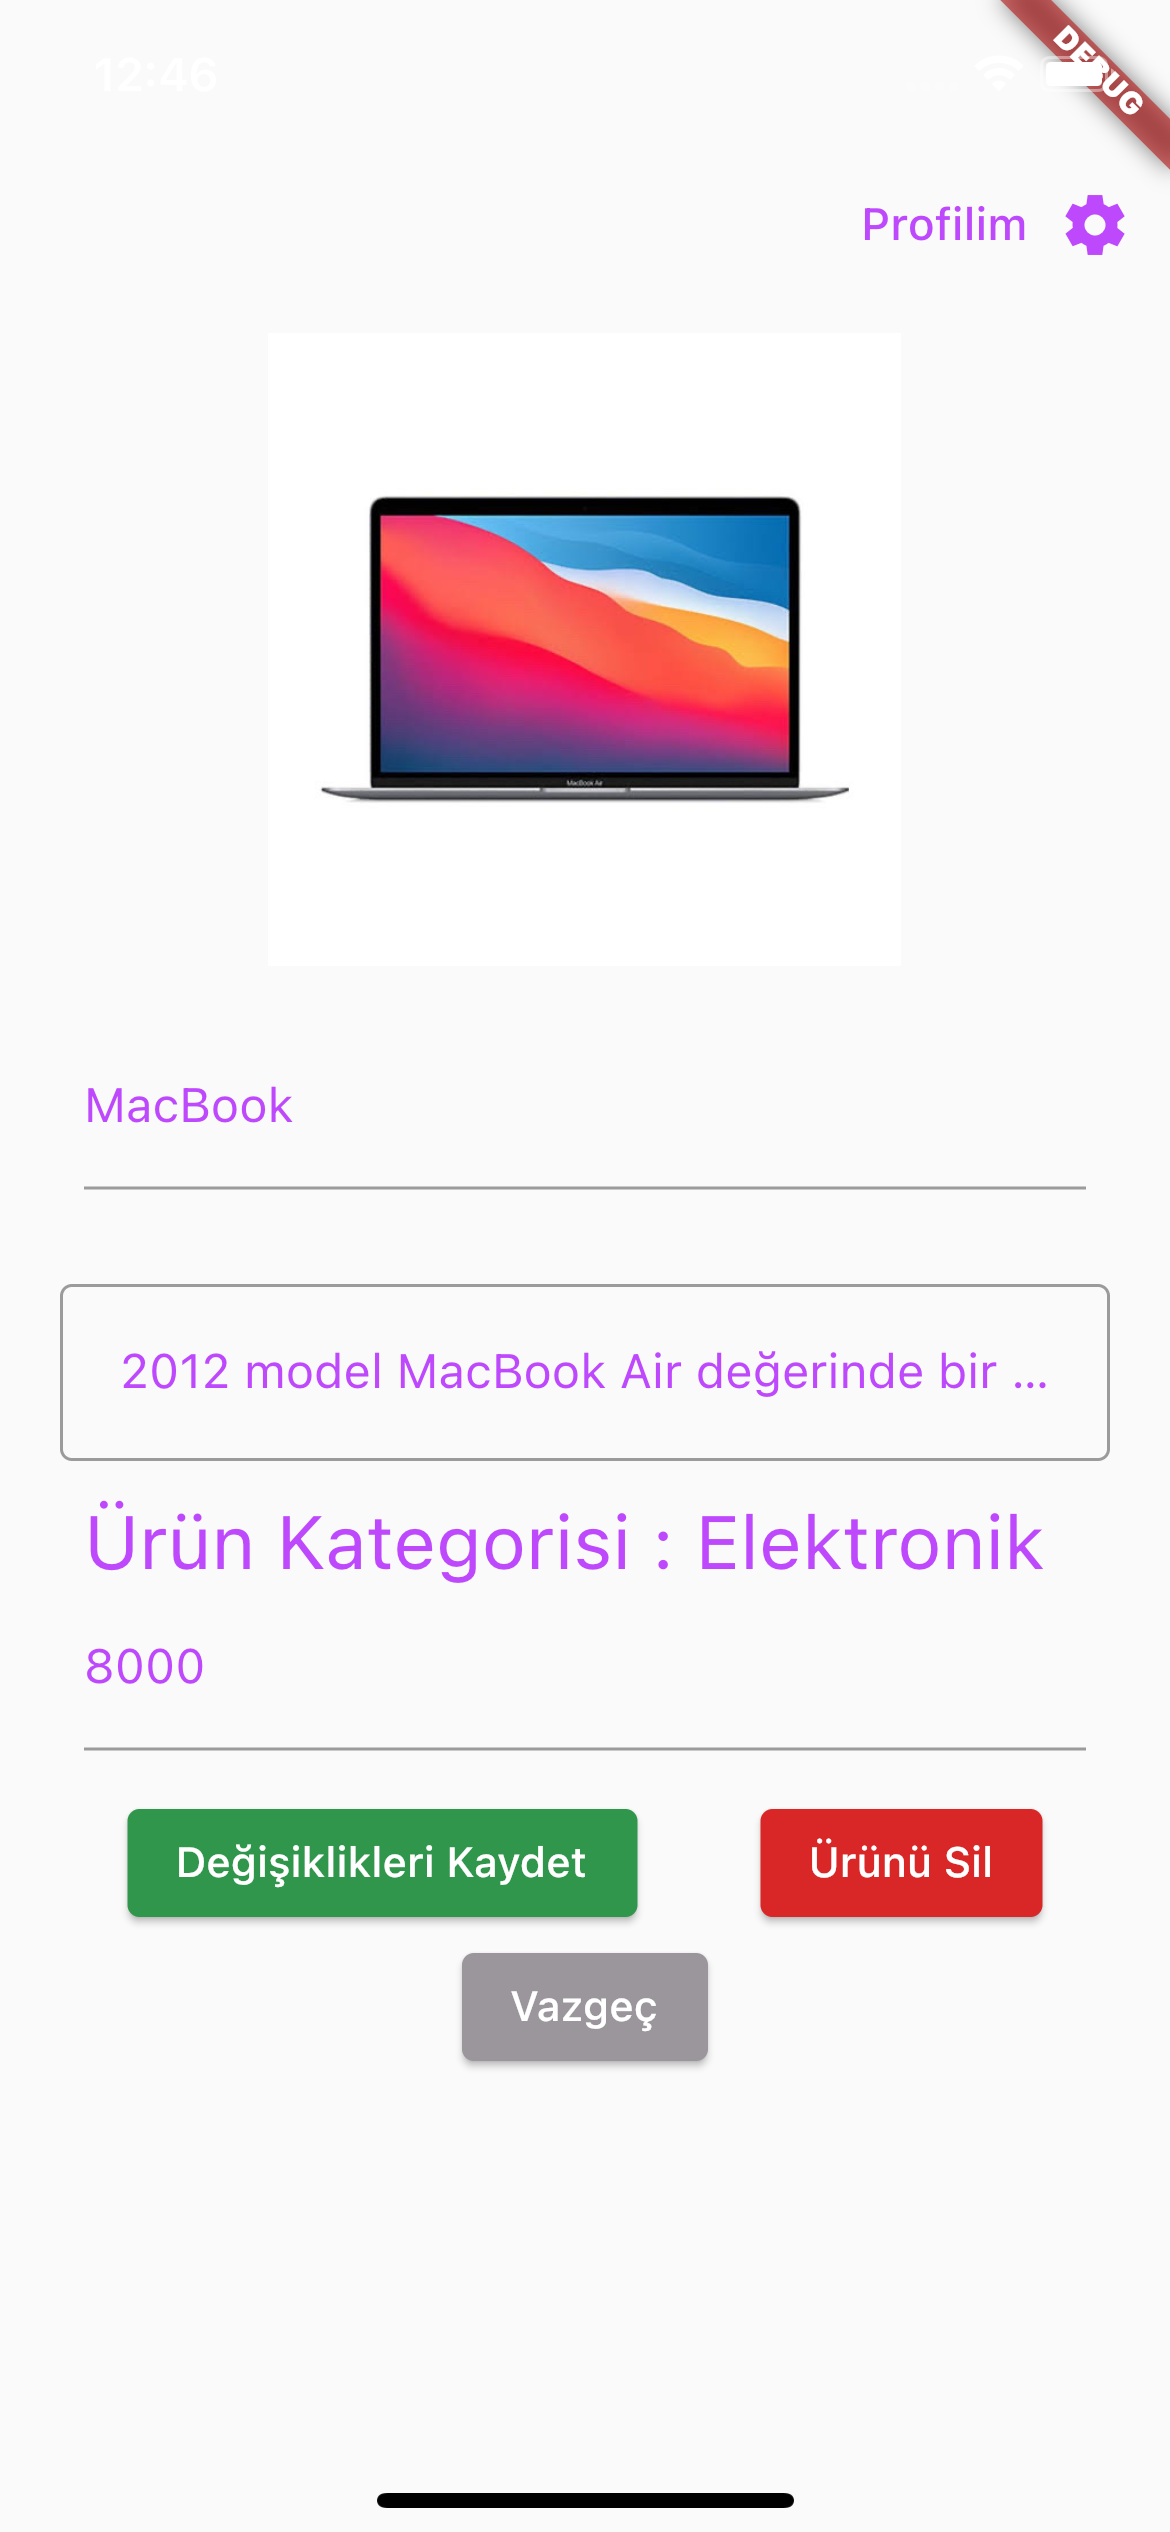 12:46
DEBUG
Profilim
MacBook Air
MacBook
2012 model MacBook Air değerinde bir ...
Ürün Kategorisi : Elektronik
8000
Değişiklikleri Kaydet
Ürünü Sil
Vazgeç